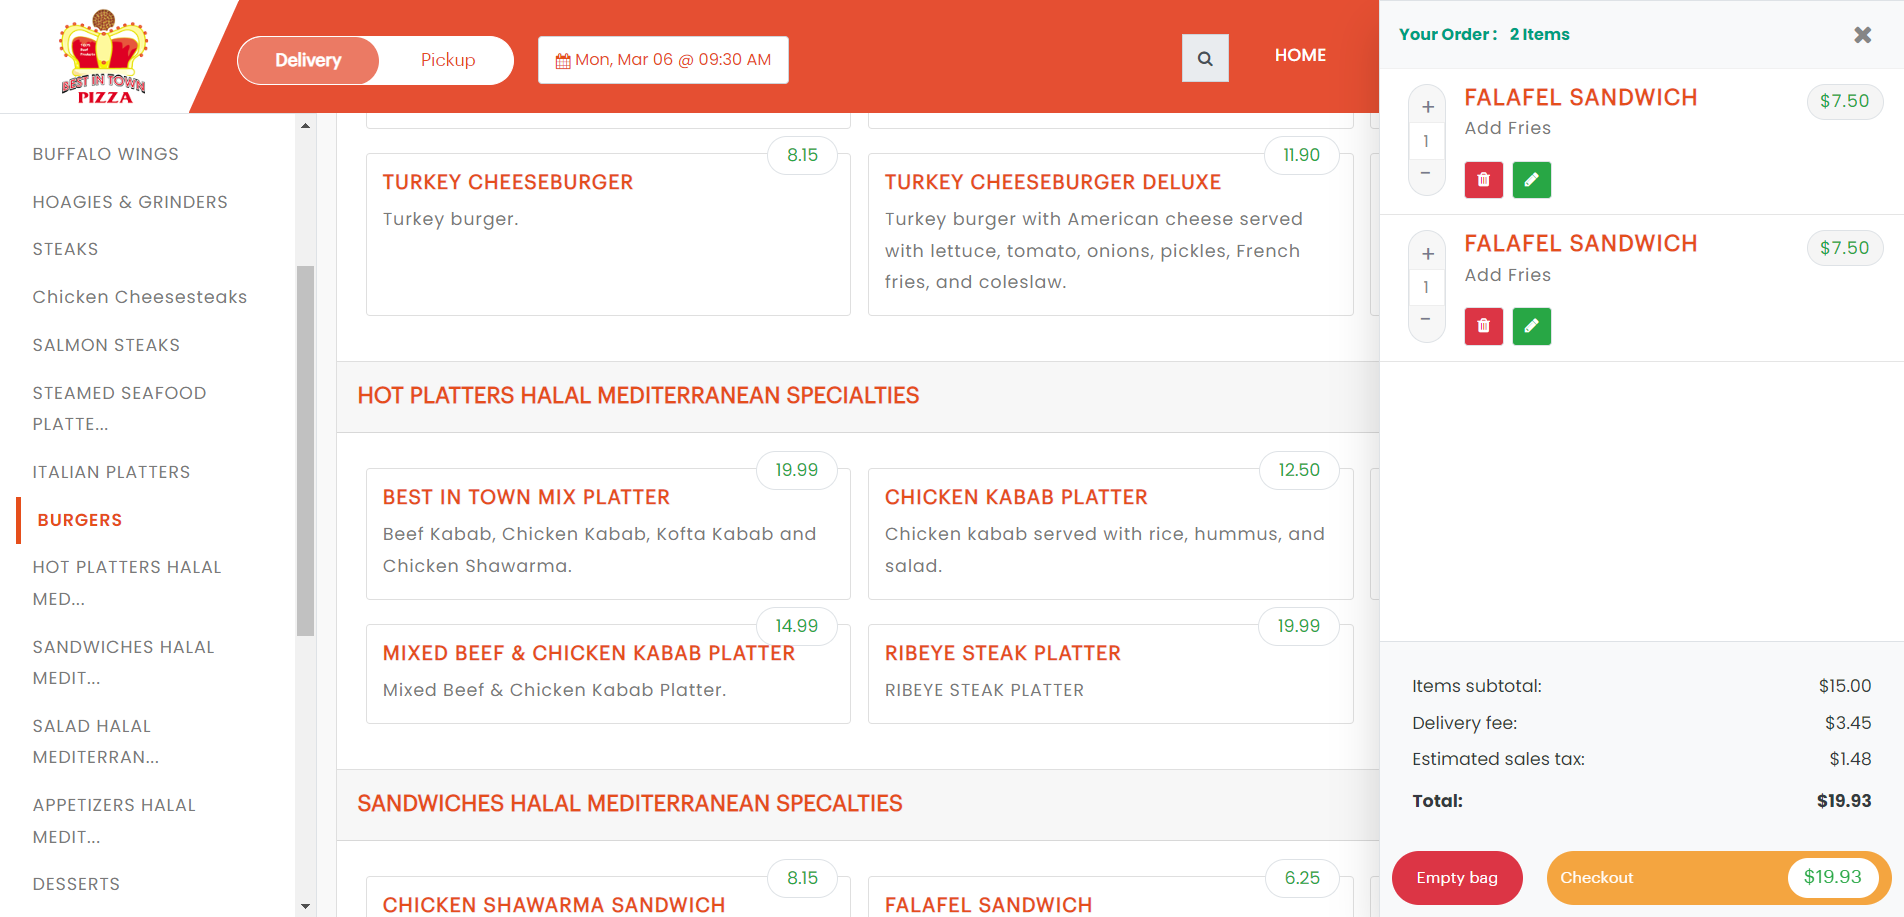 BEST IN TOWN
PIZZA
Delivery
Pickup
Mon, Mar 06 @ 09:30 AM
HOME
BUFFALO WINGS
HOAGIES & GRINDERS
STEAKS
Chicken Cheesesteaks
SALMON STEAKS
STEAMED SEAFOOD
PLATTE...
ITALIAN PLATTERS
BURGERS
HOT PLATTERS HALAL
MED...
SANDWICHES HALAL
MEDIT...
SALAD HALAL
MEDITERRAN...
APPETIZERS HALAL
MEDIT...
DESSERTS
8.15
TURKEY CHEESEBURGER
Turkey burger.
11.90
TURKEY CHEESEBURGER DELUXE
Turkey burger with American cheese served
with lettuce, tomato, onions, pickles, French
fries, and coleslaw.
HOT PLATTERS HALAL MEDITERRANEAN SPECIALTIES
19.99
BEST IN TOWN MIX PLATTER
Beef Kabab, Chicken Kabab, Kofta Kabab and
Chicken Shawarma.
12.50
CHICKEN KABAB PLATTER
Chicken kabab served with rice, hummus, and
salad.
14.99
MIXED BEEF & CHICKEN KABAB PLATTER
Mixed Beef & Chicken Kabab Platter.
19.99
RIBEYE STEAK PLATTER
RIBEYE STEAK PLATTER
SANDWICHES HALAL MEDITERRANEAN SPECALTIES
8.15
CHICKEN SHAWARMA SANDWICH
6.25
FALAFEL SANDWICH
Your Order : 2 Items
+
1
−
FALAFEL SANDWICH
$7.50
Add Fries
+
1
−
FALAFEL SANDWICH
$7.50
Add Fries
Items subtotal: $15.00
Delivery fee: $3.45
Estimated sales tax: $1.48
Total: $19.93
Empty bag
Checkout $19.93